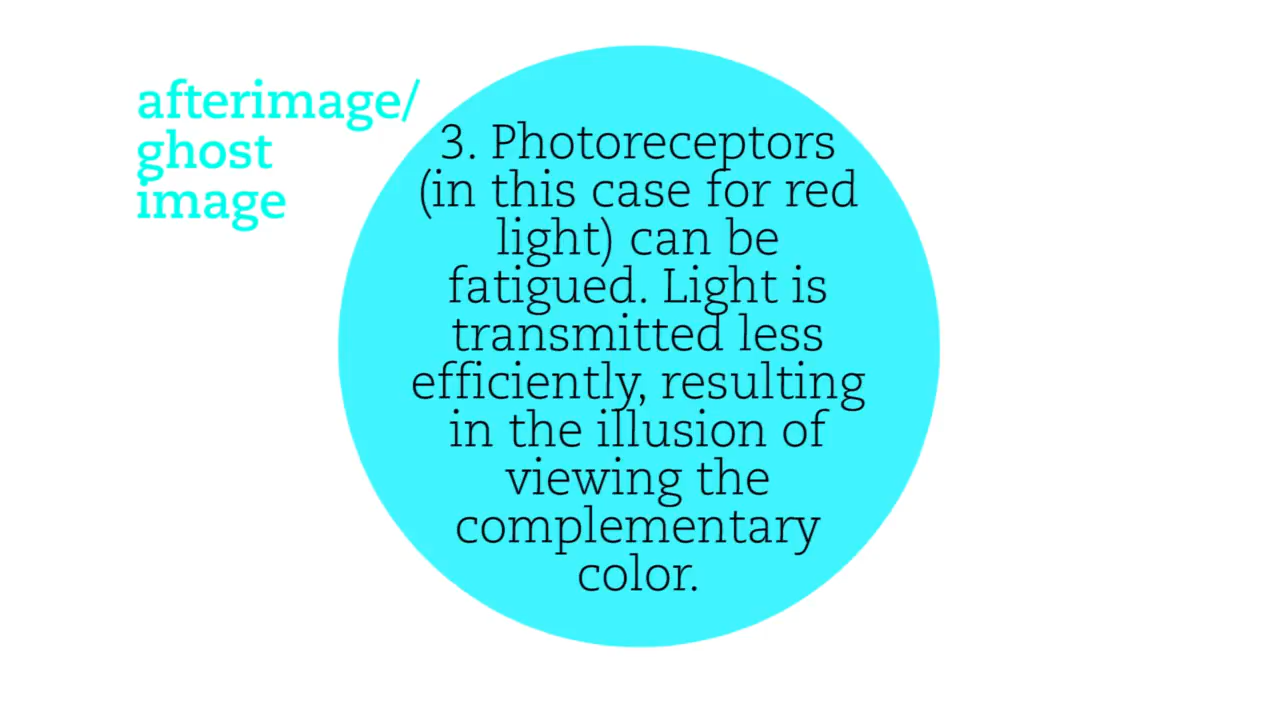 afterimage/
ghost
image
3. Photoreceptors
(in this case for red
light) can be
fatigued. Light is
transmitted less
efficiently, resulting
in the illusion of
viewing the
complementary
color.